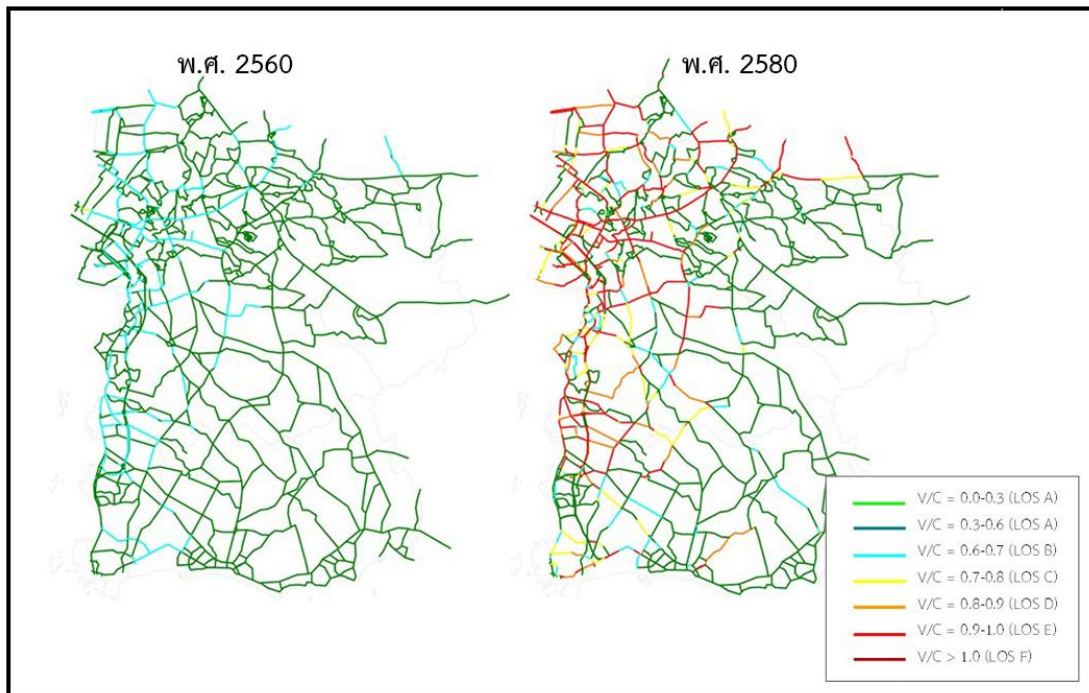 พ.ศ. 2560
พ.ศ. 2580
V/C = 0.0-0.3 (LOS A)
V/C = 0.3-0.6 (LOS A)
V/C = 0.6-0.7 (LOS B)
V/C = 0.7-0.8 (LOS C)
V/C = 0.8-0.9 (LOS D)
V/C = 0.9-1.0 (LOS E)
V/C > 1.0 (LOS F)